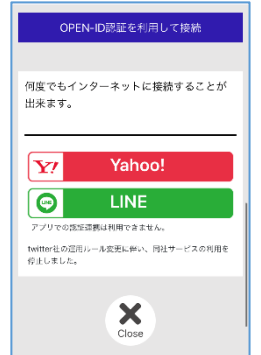 OPEN-ID認証を利用して接続
何度でもインターネットに接続することが
出来ます。
Y! Yahoo!
LINE LINE
アプリでの認証連携は利用できません。
twitter社の運用ルール変更に伴い、同社サービスの利用を
停止しました。
Close